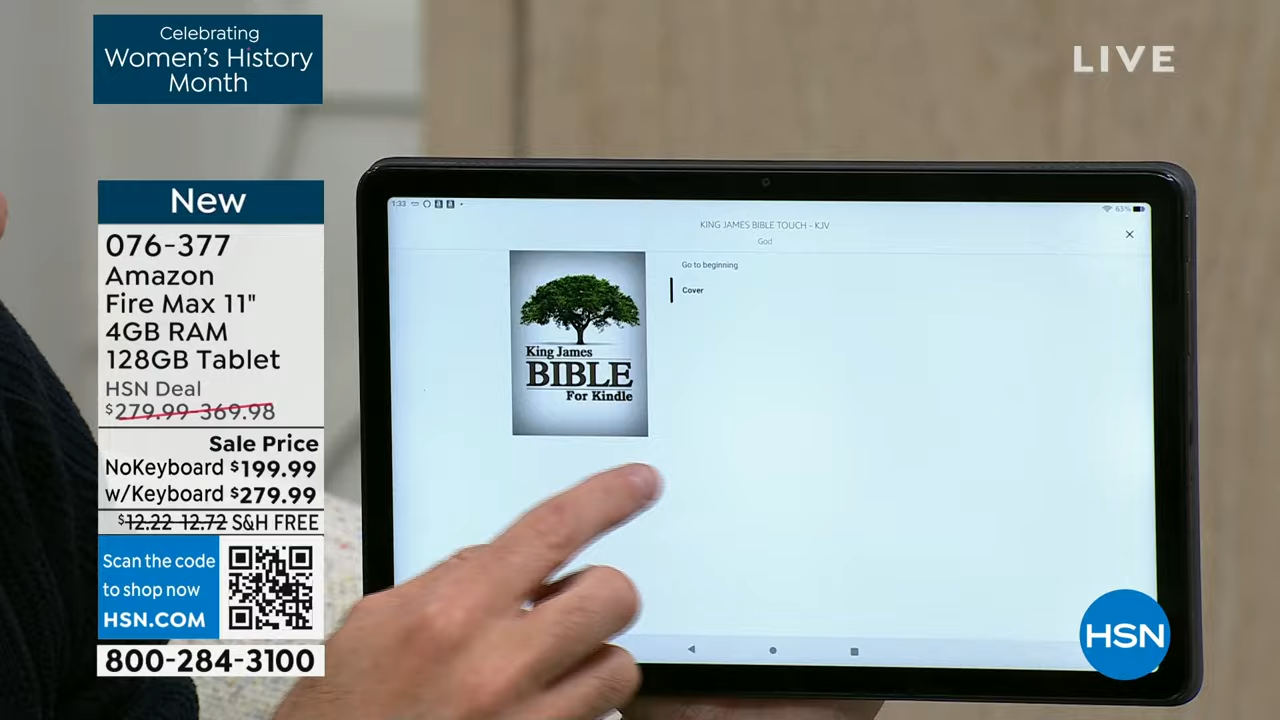 Celebrating
Women's History
Month
LIVE
New
076-377
Amazon
Fire Max 11"
4GB RAM
128GB Tablet
HSN Deal
$279.99-369.98
Sale Price
NoKeyboard $199.99
w/Keyboard $279.99
$12.22-12.72 S&H FREE
Scan the code
to shop now
HSN.COM
800-284-3100
1:33
63%
KING JAMES BIBLE TOUCH - KJV
God
Go to beginning
Cover
King James
BIBLE
For Kindle
HSN